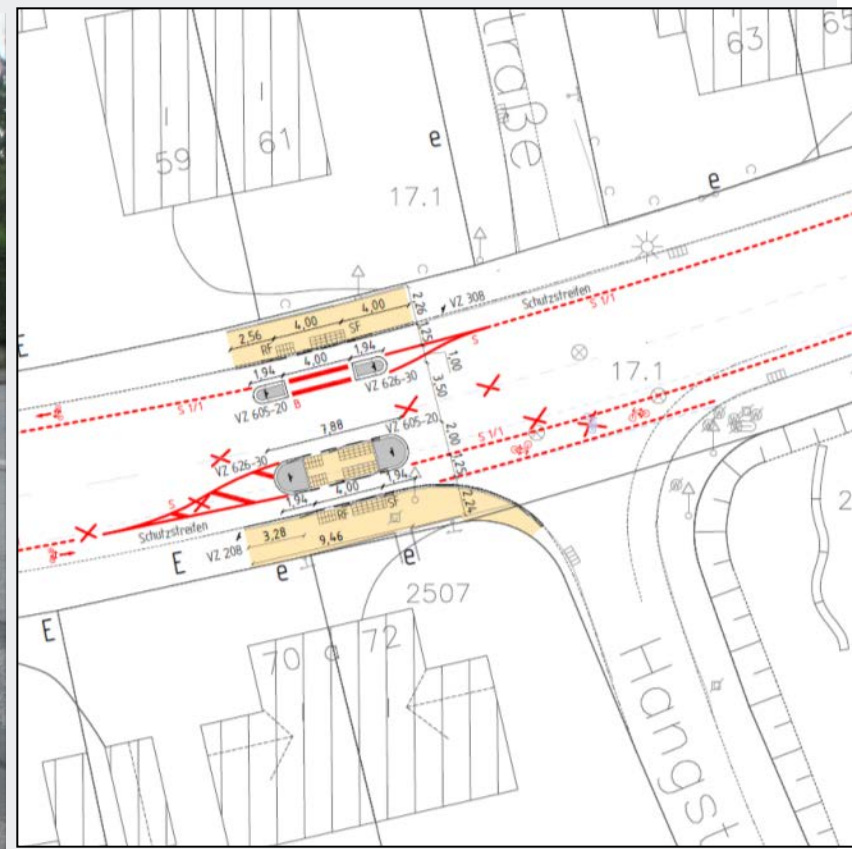 65
63
traße
59
61
e
17.1
e
E
4,00
4,00
2,56
2,26
VZ 308
Schutzstreifen
S 1/1
RF
SF
1,25
S
1,94
4,00
1,94
1,00
VZ 626-30
3,50
17.1
S 1/1
B
VZ 605-20
VZ 605-20
7,88
2,00
S 1/1
VZ 626-30
1,25
S
1,94
4,00
1,94
2,24
RF
SF
Schutzstreifen
3,28
VZ 208
9,46
E
e
e
2
2507
E
70
72
Hangst